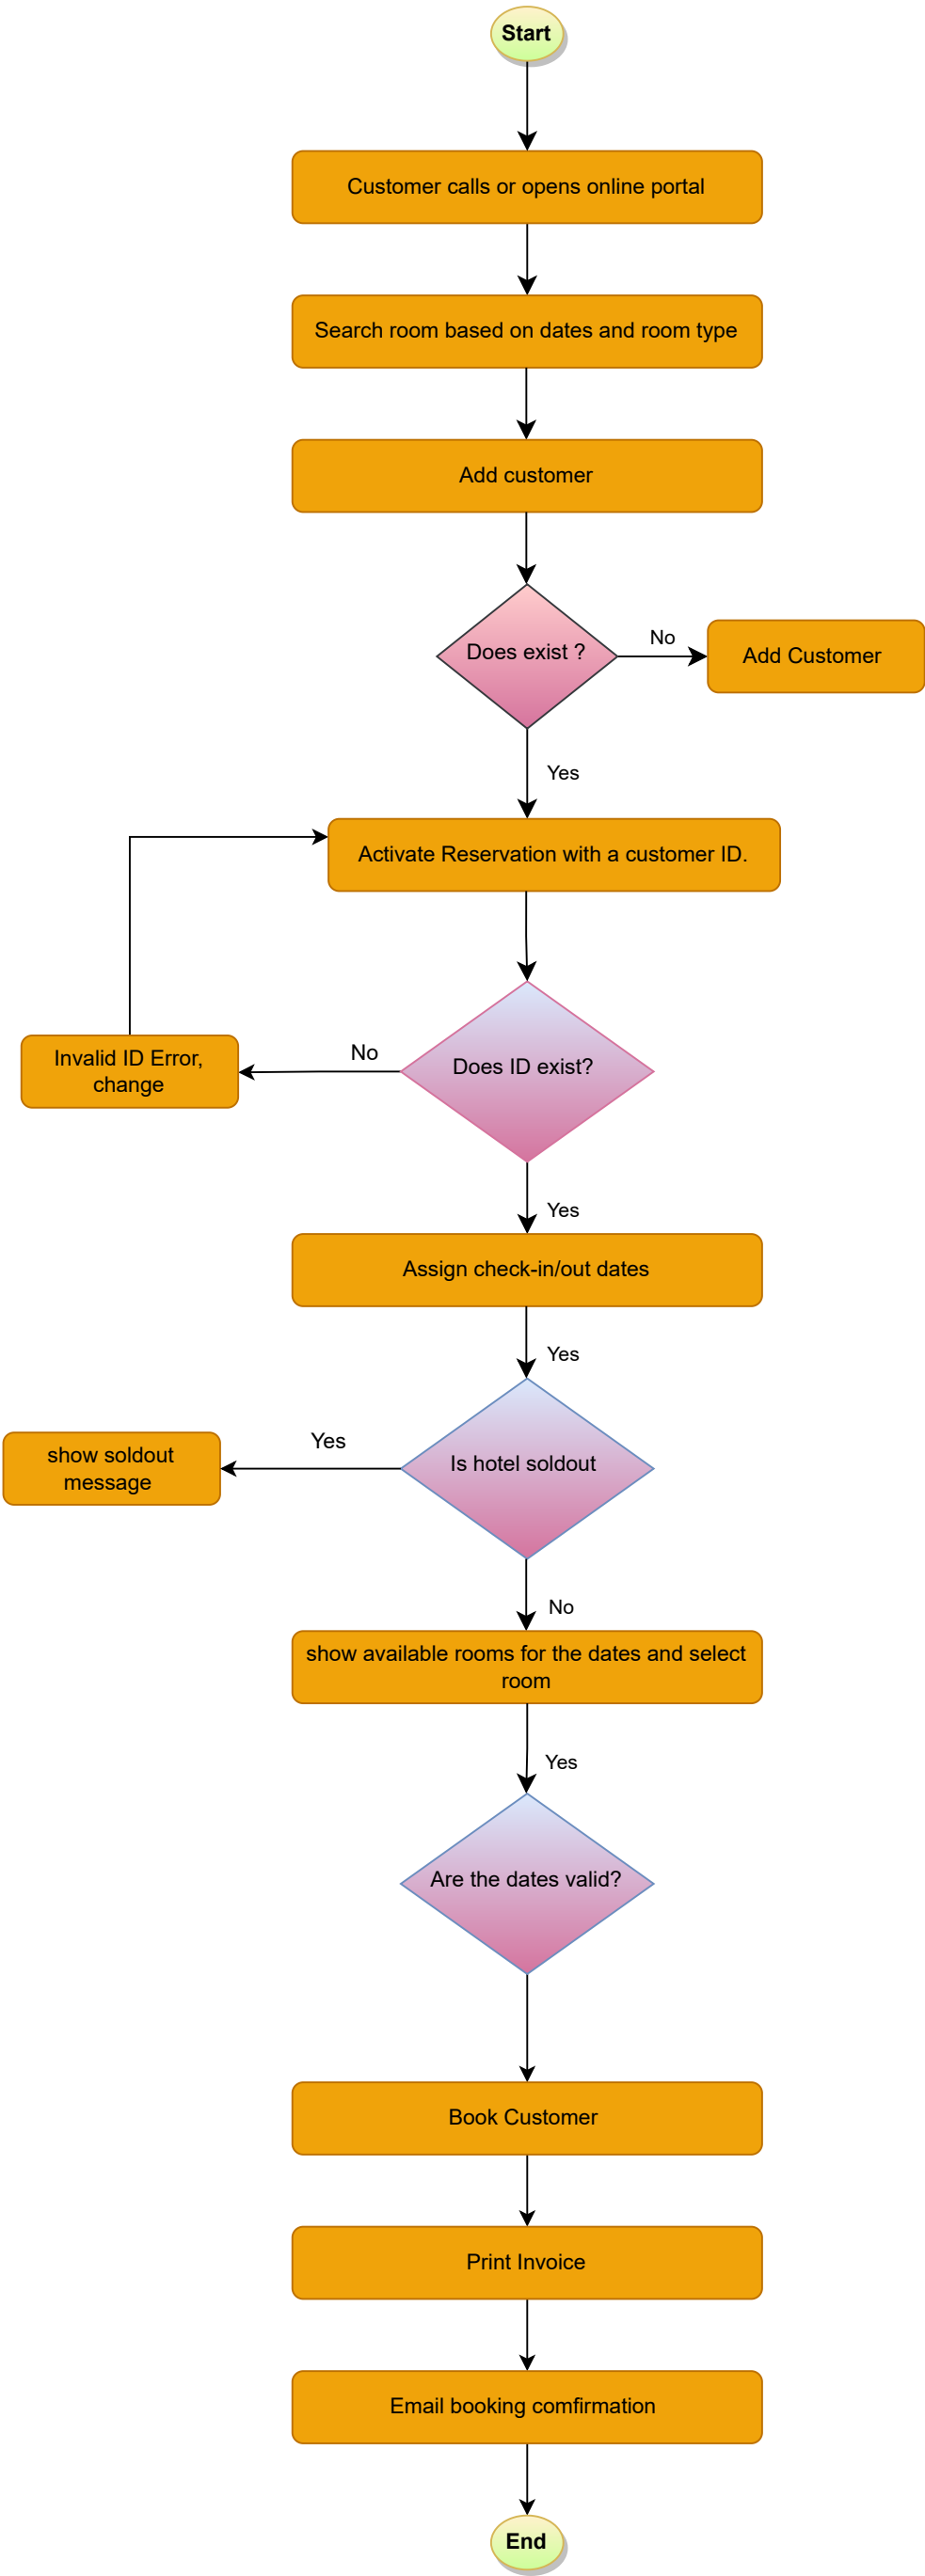 Start
Customer calls or opens online portal
Search room based on dates and room type
Add customer
Does exist ?
No
Add Customer
Yes
Activate Reservation with a customer ID.
Does ID exist?
No
Invalid ID Error,
change
Yes
Assign check-in/out dates
Yes
Is hotel soldout
Yes
show soldout
message
No
show available rooms for the dates and select
room
Yes
Are the dates valid?
Book Customer
Print Invoice
Email booking comfirmation
End